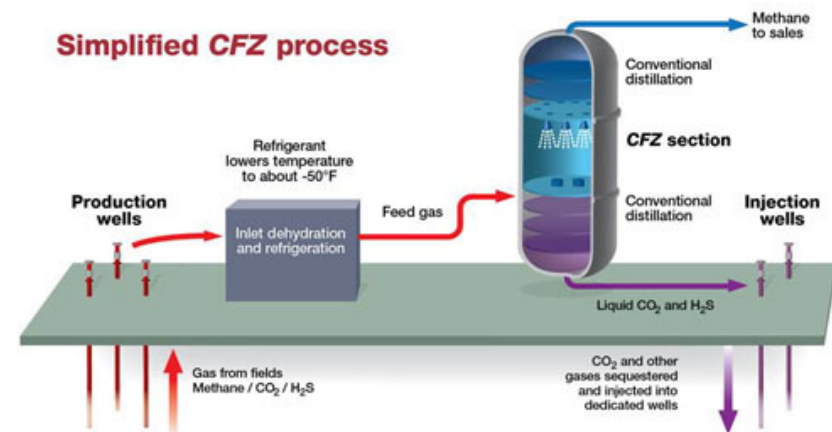 Simplified CFZ process
Methane
to sales
Conventional
distillation
CFZ section
Conventional
distillation
Refrigerant
lowers temperature
to about -50°F
Production
wells
Inlet dehydration
and refrigeration
Feed gas
Injection
wells
Liquid CO₂ and H₂S
Gas from fields
Methane / CO₂ / H₂S
CO₂ and other
gases sequestered
and injected into
dedicated wells